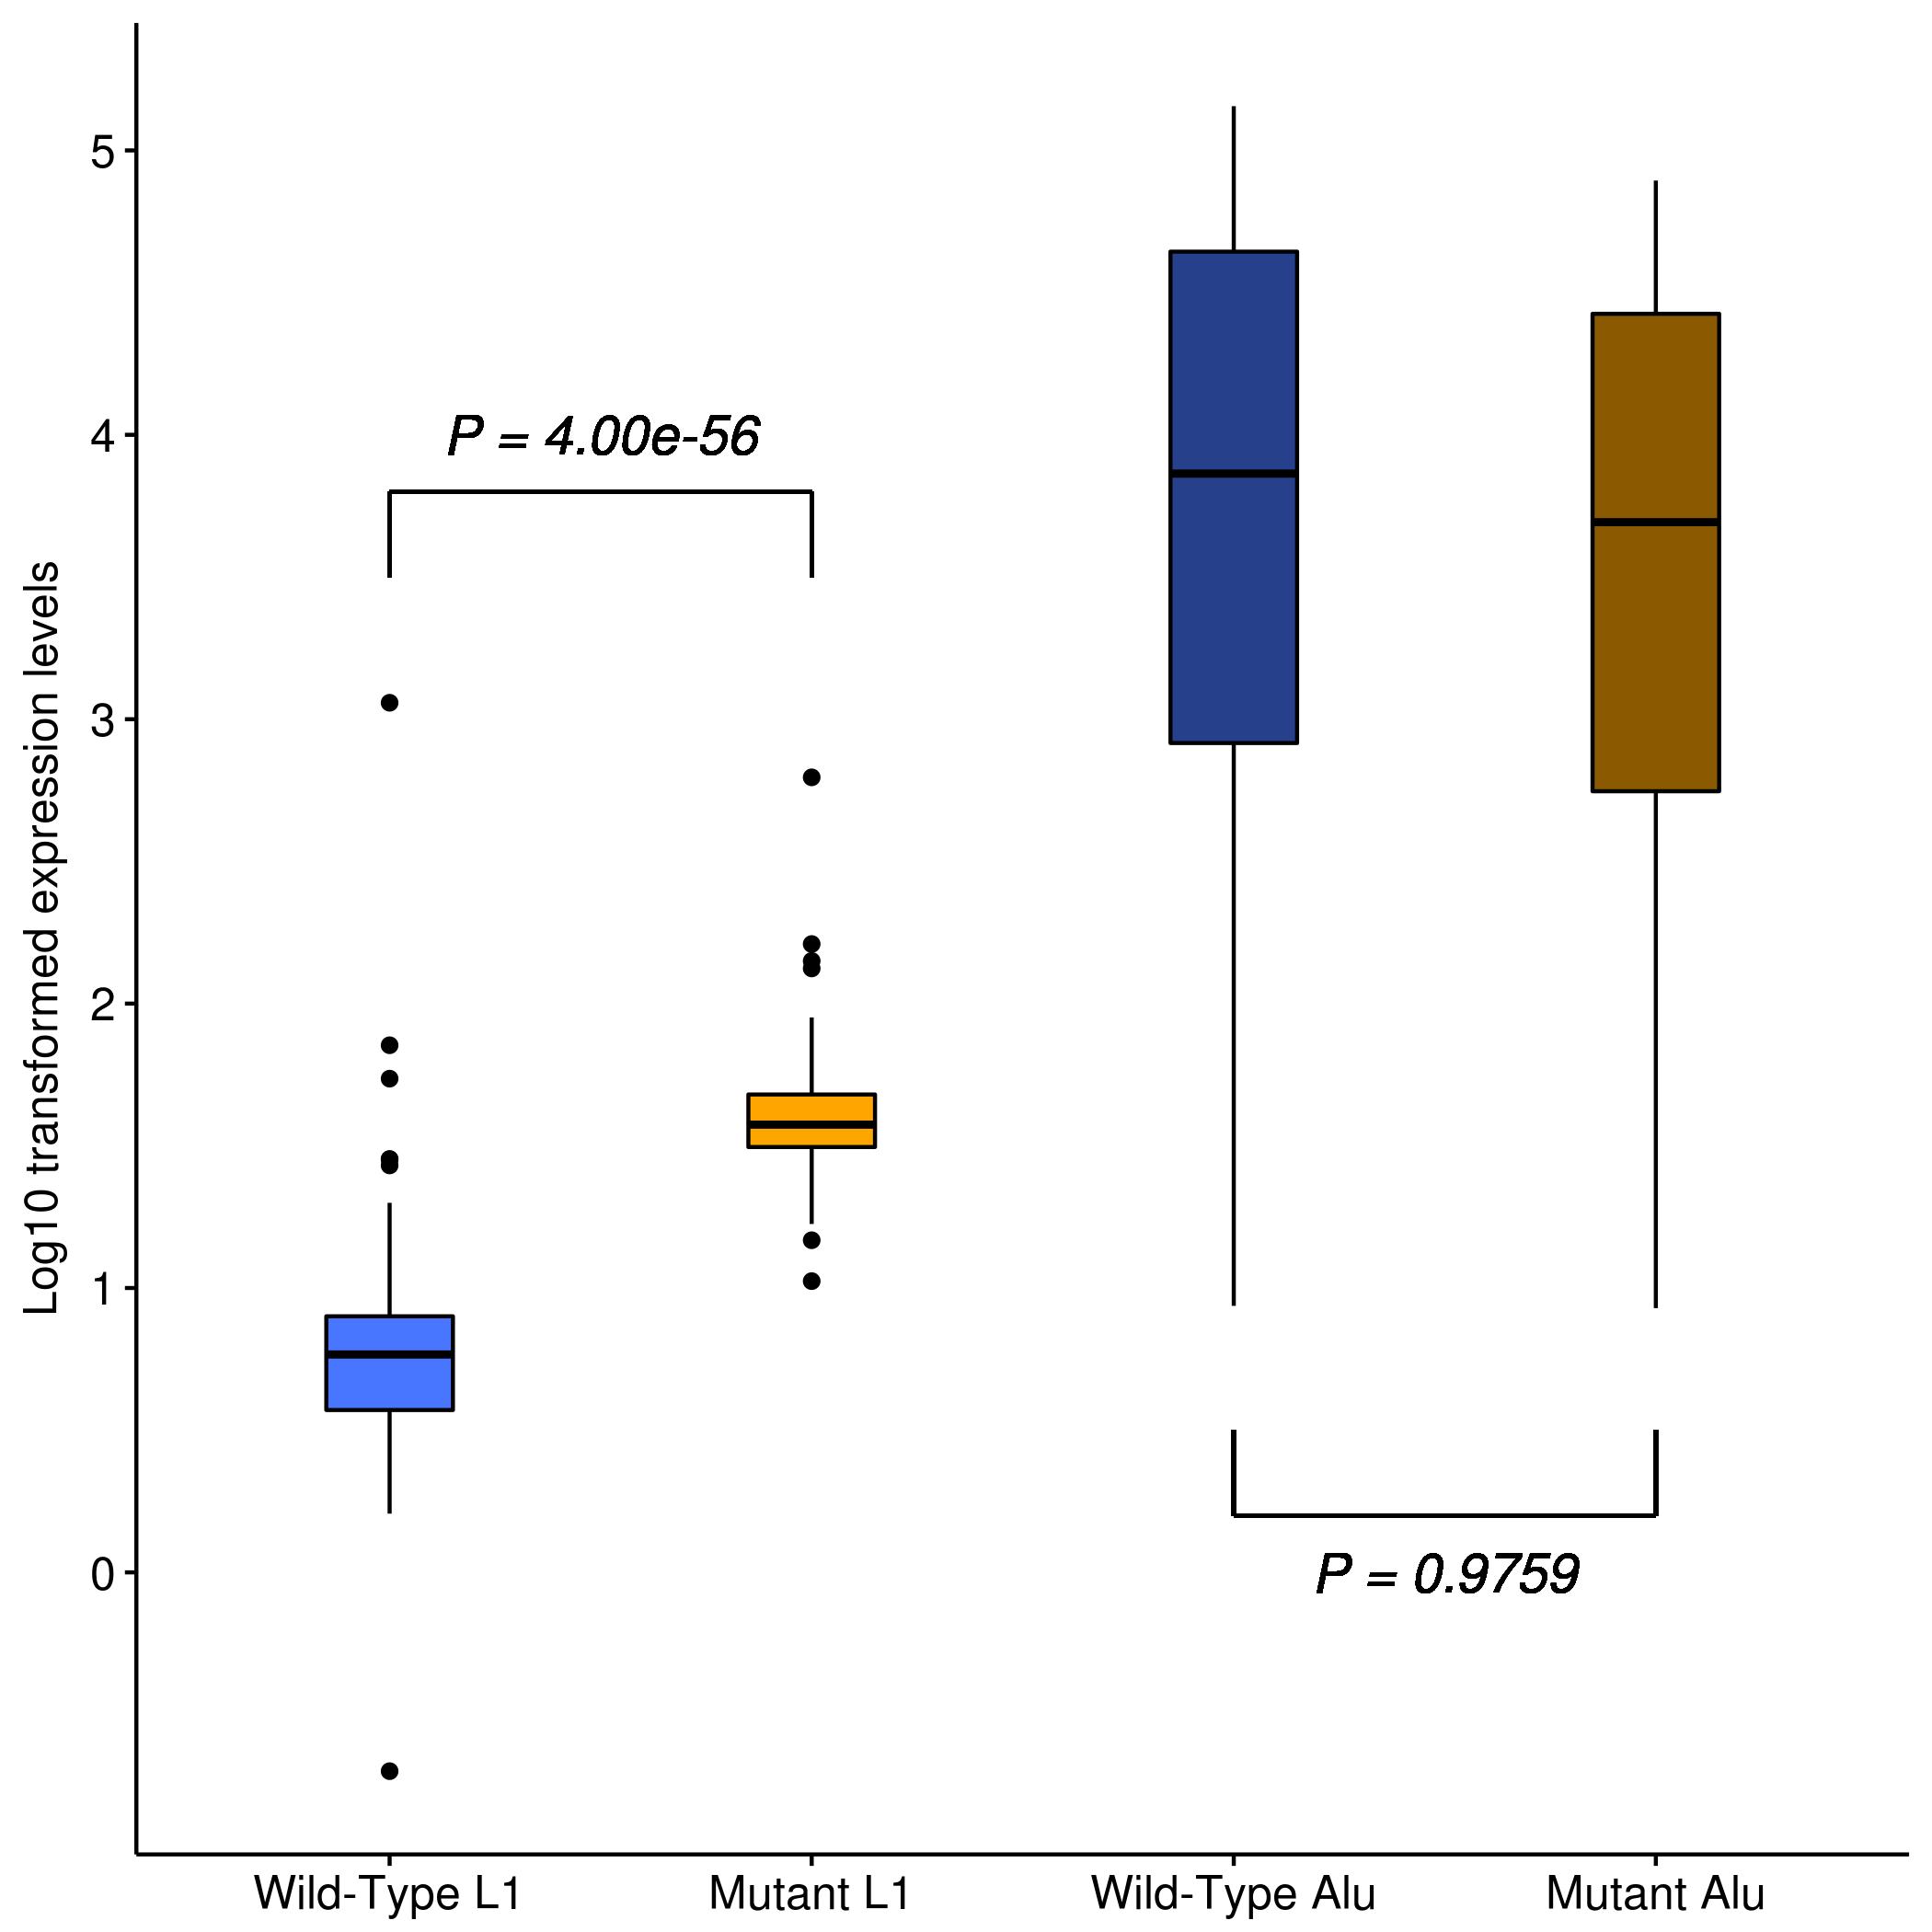 Log10 transformed expression levels
5
4
3
2
1
0
P = 4.00e-56
P = 0.9759
Wild-Type L1
Mutant L1
Wild-Type Alu
Mutant Alu